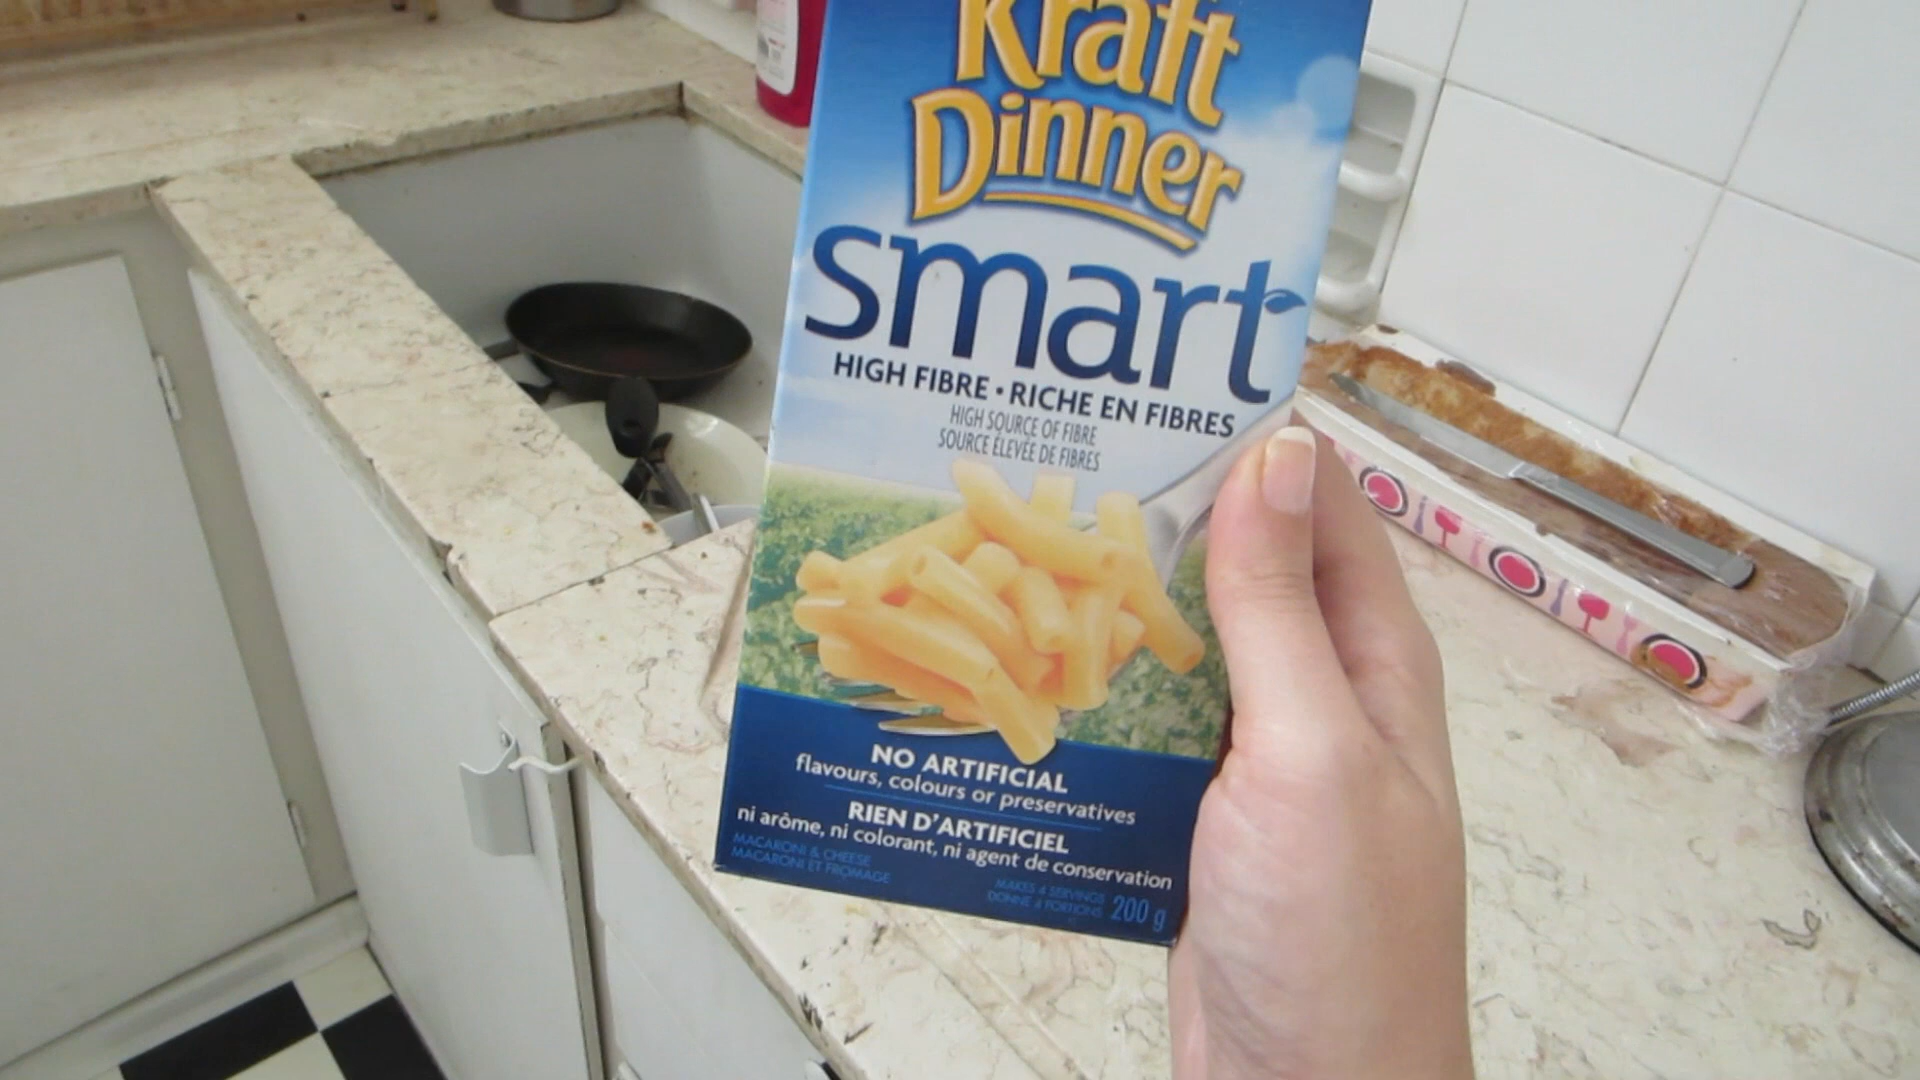 Kraft
Dinner
smart
HIGH FIBRE • RICHE EN FIBRES
HIGH SOURCE OF FIBRE
SOURCE ÉLEVÉE DE FIBRES
NO ARTIFICIAL
flavours, colours or preservatives
RIEN D'ARTIFICIEL
ni arôme, ni colorant, ni agent de conservation
MACARONI & CHEESE
MACARONI ET FROMAGE
MAKES 4 SERVINGS
DONNE 4 PORTIONS
200 g